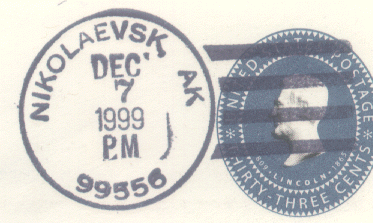 NIKOLAEVSK, AK
DEC
7
1999
PM
99556
UNITED STATES POSTAGE
LINCOLN
THIRTY-THREE CENTS